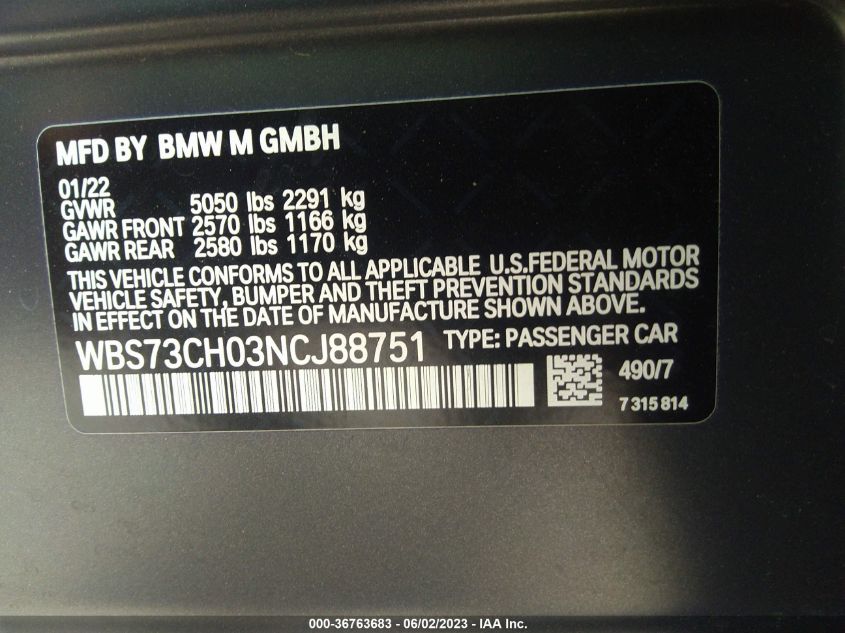 MFD BY BMW M GMBH
01/22
GVWR 5050 lbs 2291 kg
GAWR FRONT 2570 lbs 1166 kg
GAWR REAR 2580 lbs 1170 kg
THIS VEHICLE CONFORMS TO ALL APPLICABLE U.S.FEDERAL MOTOR
VEHICLE SAFETY, BUMPER AND THEFT PREVENTION STANDARDS
IN EFFECT ON THE DATE OF MANUFACTURE SHOWN ABOVE.
WBS73CH03NCJ88751 TYPE: PASSENGER CAR
490/7
7 315 814
000-36763683 - 06/02/2023 - IAA Inc.